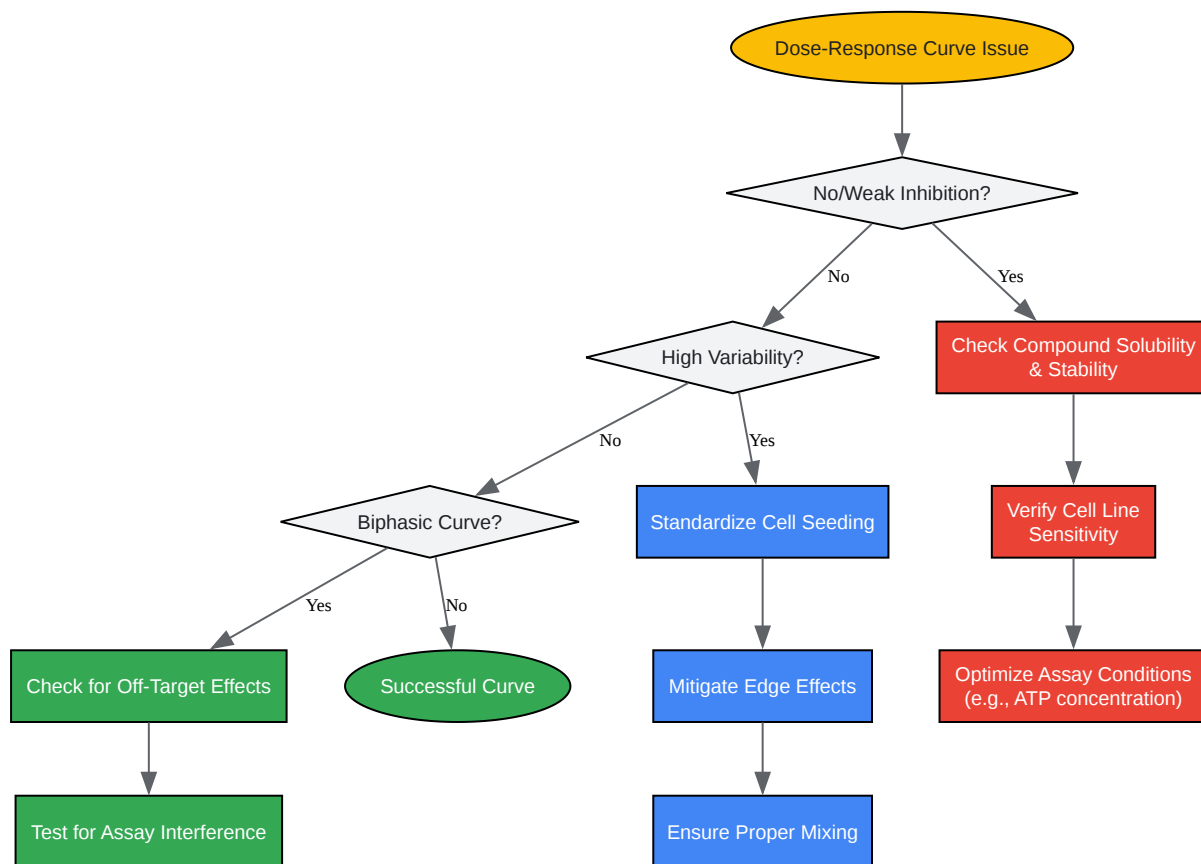 Dose-Response Curve Issue
No/Weak Inhibition?
No
Yes
High Variability?
Check Compound Solubility
& Stability
No
Yes
Biphasic Curve?
Standardize Cell Seeding
Verify Cell Line
Sensitivity
Yes
No
Check for Off-Target Effects
Successful Curve
Mitigate Edge Effects
Optimize Assay Conditions
(e.g., ATP concentration)
Test for Assay Interference
Ensure Proper Mixing